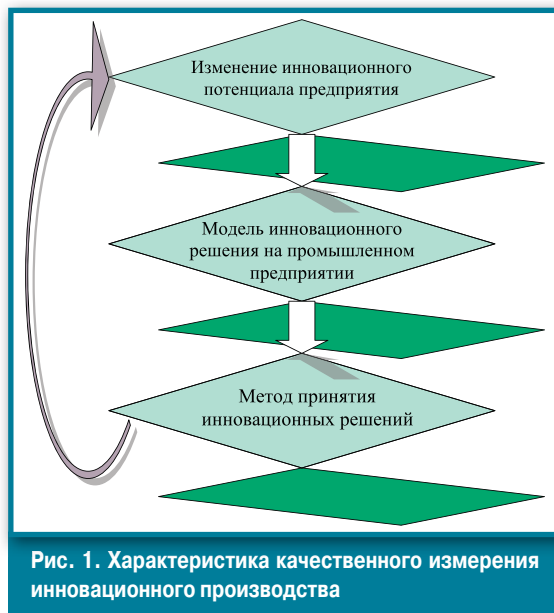 Изменение инновационного
потенциала предприятия
Модель инновационного
решения на промышленном
предприятии
Метод принятия
инновационных решений
Рис. 1. Характеристика качественного измерения
инновационного производства